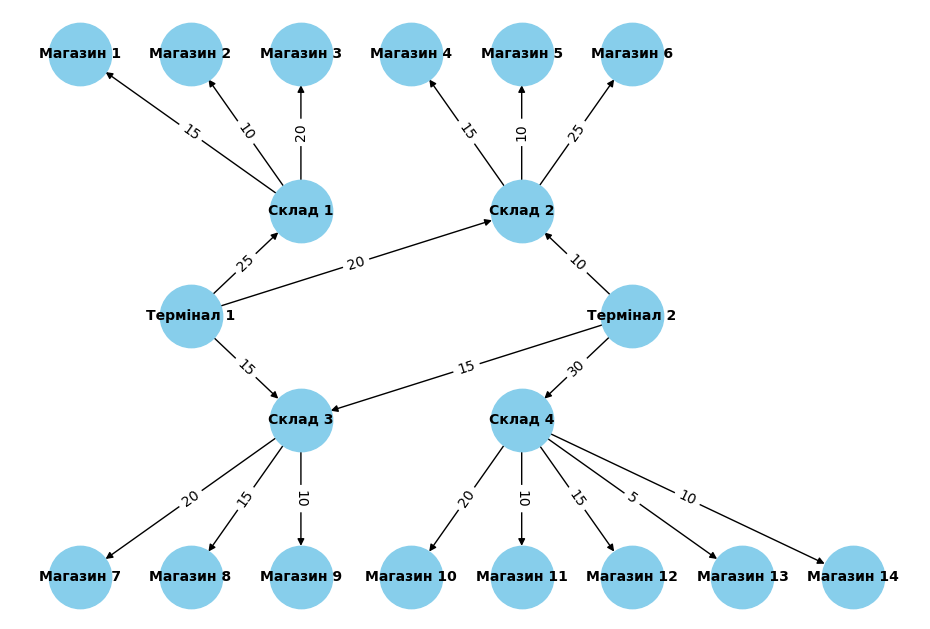 Магазин 1
Магазин 2
Магазин 3
Магазин 4
Магазин 5
Магазин 6
15
10
20
15
10
25
Склад 1
Склад 2
25
20
10
Термінал 1
Термінал 2
15
15
30
Склад 3
Склад 4
20
15
10
20
10
15
5
10
Магазин 7
Магазин 8
Магазин 9
Магазин 10
Магазин 11
Магазин 12
Магазин 13
Магазин 14